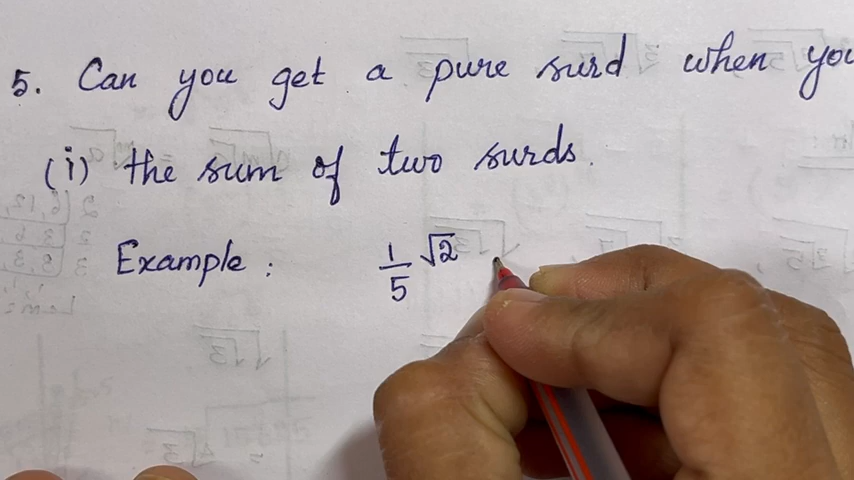 5. Can you get a pure surd when you
(i) the sum of two surds.
Example : 1/5 √2